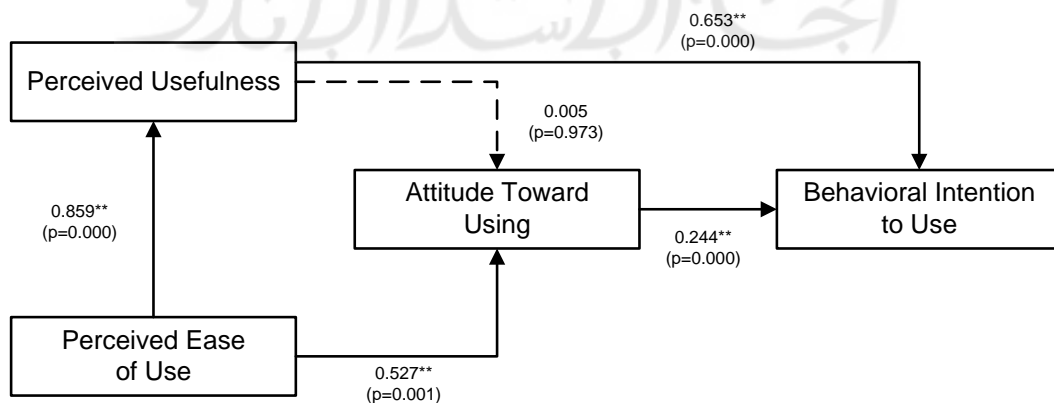 0.653**
(p=0.000)
Perceived Usefulness
0.005
(p=0.973)
Attitude Toward
Using
Behavioral Intention
to Use
0.859**
(p=0.000)
0.244**
(p=0.000)
Perceived Ease
of Use
0.527**
(p=0.001)